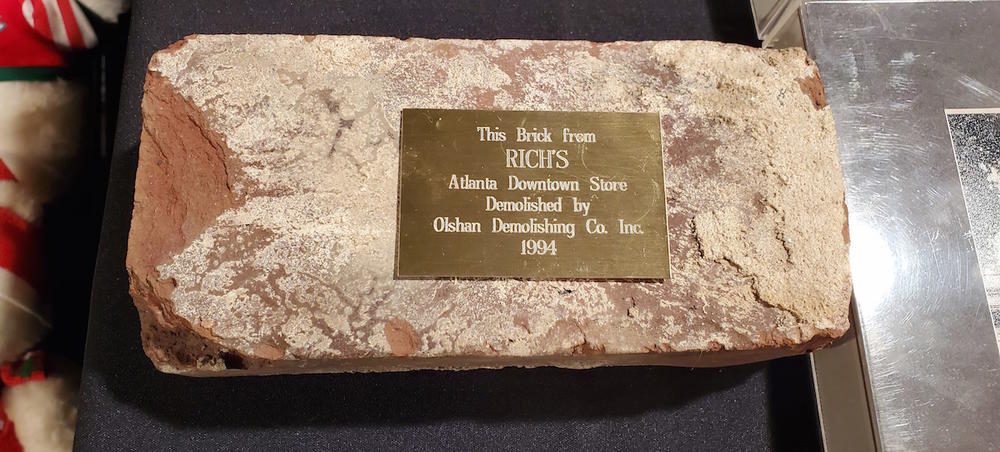 This Brick from
RICH'S
Atlanta Downtown Store
Demolished by
Olshan Demolishing Co. Inc.
1994